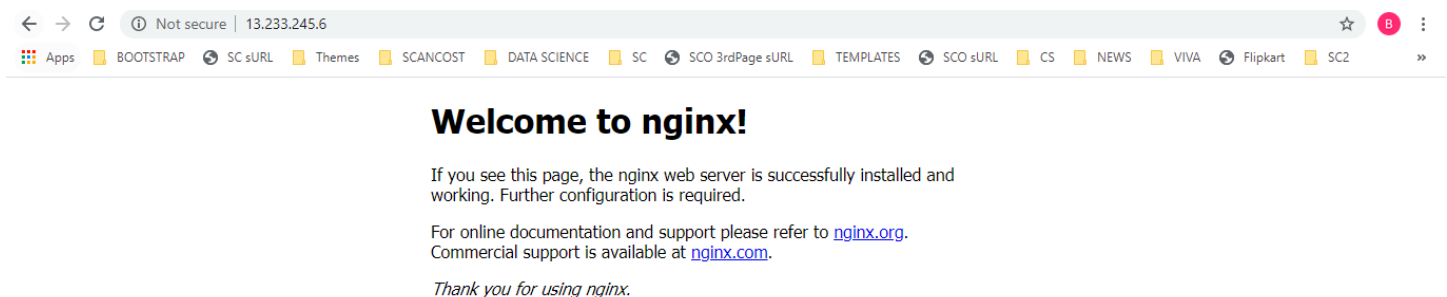 Not secure | 13.233.245.6
B
Apps BOOTSTRAP SC sURL Themes SCANCOST DATA SCIENCE SC SCO 3rdPage sURL TEMPLATES SCO sURL CS NEWS VIVA Flipkart SC2 »
Welcome to nginx!
If you see this page, the nginx web server is successfully installed and
working. Further configuration is required.
For online documentation and support please refer to nginx.org.
Commercial support is available at nginx.com.
Thank you for using nginx.